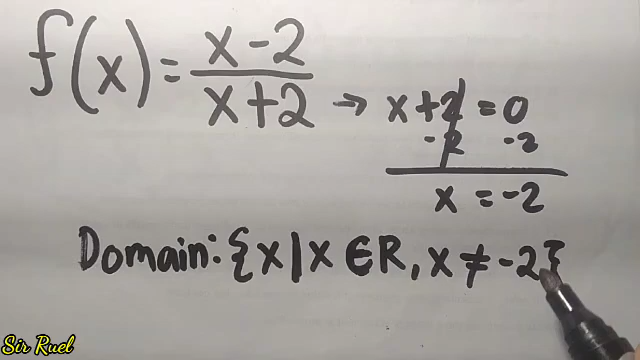 f(x) = x-2 / x+2 → x+2 = 0
-2 -2
x = -2
Domain: {x|x ∈ R, x ≠ -2}
Sir Ruel